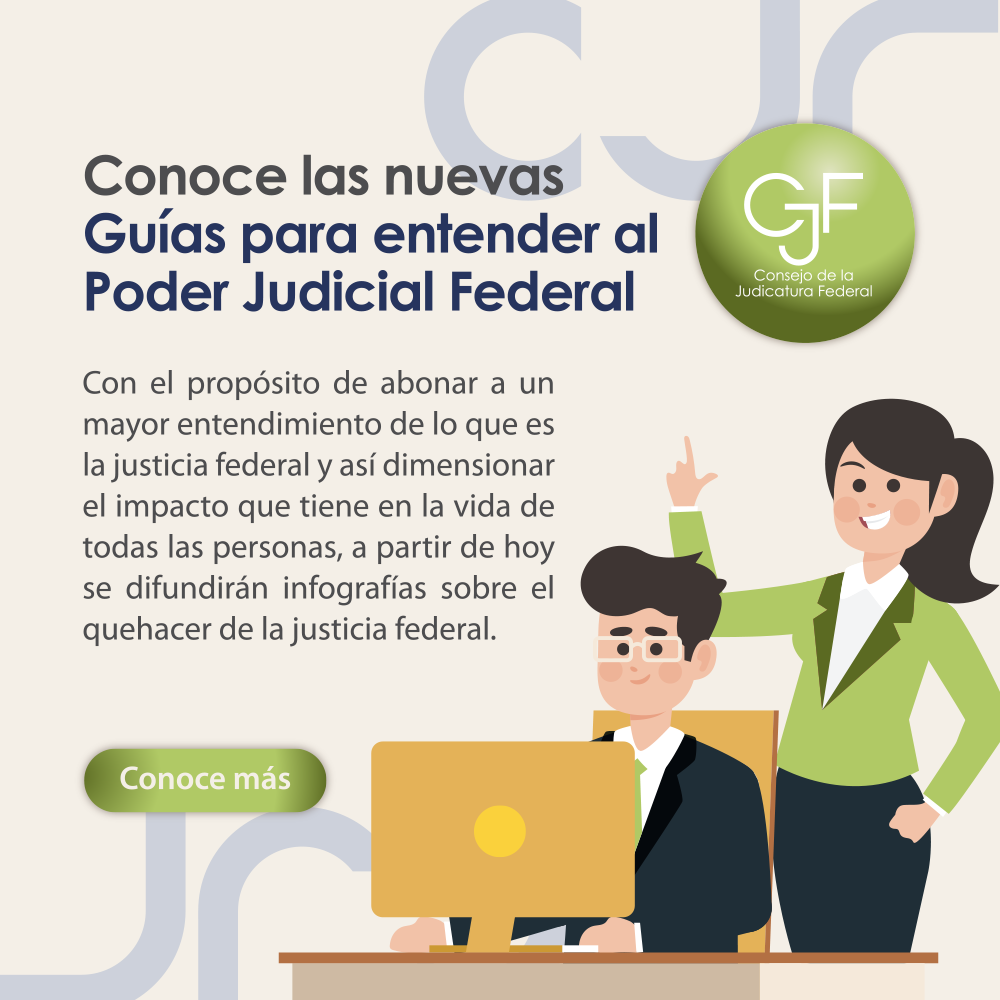 Conoce las nuevas
Guías para entender al
Poder Judicial Federal
CJF
Consejo de la
Judicatura Federal
Con el propósito de abonar a un
mayor entendimiento de lo que es
la justicia federal y así dimensionar
el impacto que tiene en la vida de
todas las personas, a partir de hoy
se difundirán infografías sobre el
quehacer de la justicia federal.
Conoce más